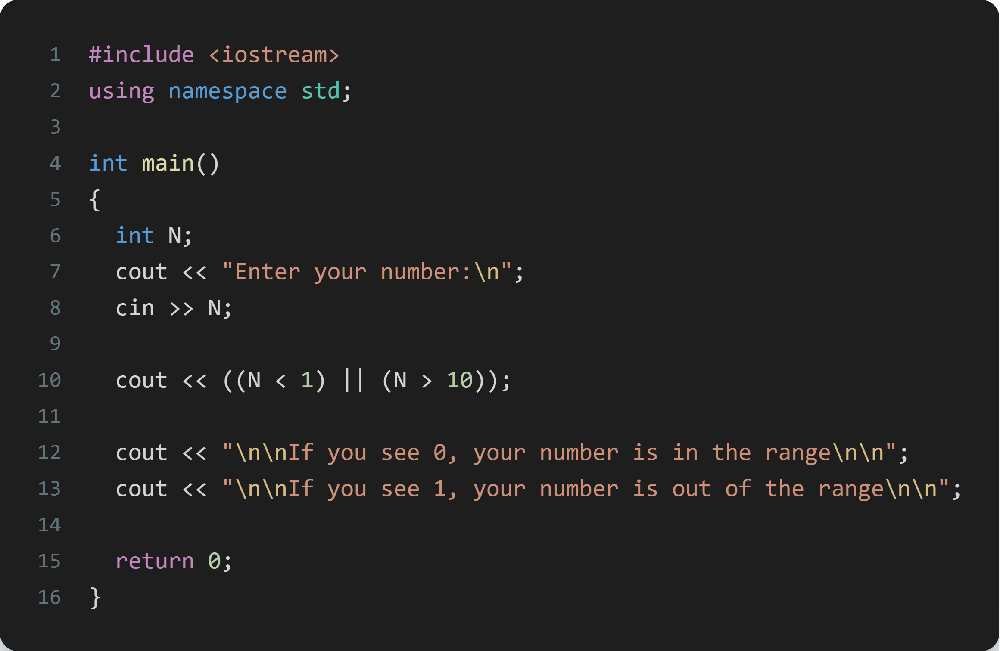 1 #include <iostream>
2 using namespace std;
3
4 int main()
5 {
6   int N;
7   cout << "Enter your number:\n";
8   cin >> N;
9
10   cout << ((N < 1) || (N > 10));
11
12   cout << "\n\nIf you see 0, your number is in the range\n\n";
13   cout << "\n\nIf you see 1, your number is out of the range\n\n";
14
15   return 0;
16 }